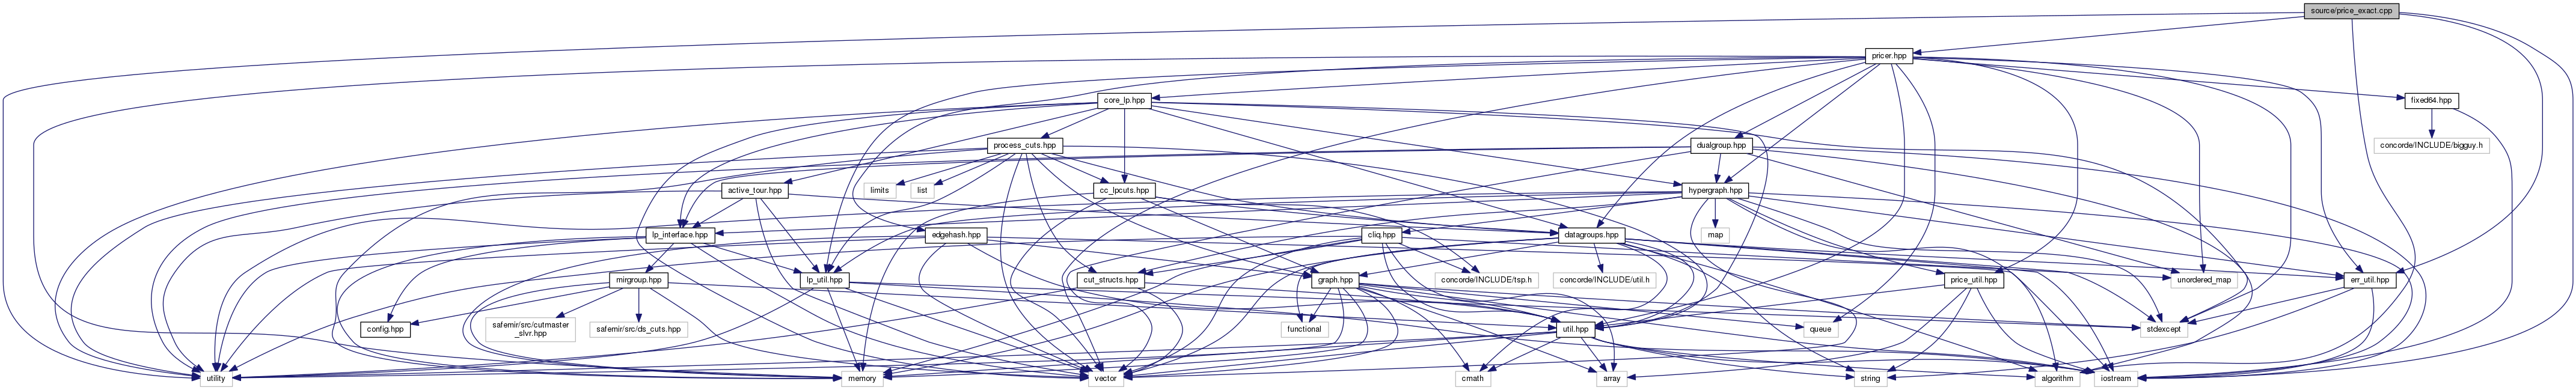 source/price_exact.cpp
pricer.hpp
core_lp.hpp
fixed64.hpp
process_cuts.hpp
dualgroup.hpp
concorde/INCLUDE/bigguy.h
active_tour.hpp
limits
list
cc_lpcuts.hpp
hypergraph.hpp
lp_interface.hpp
edgehash.hpp
cliq.hpp
datagroups.hpp
map
mirgroup.hpp
lp_util.hpp
cut_structs.hpp
graph.hpp
concorde/INCLUDE/tsp.h
concorde/INCLUDE/util.h
price_util.hpp
unordered_map
err_util.hpp
config.hpp
safemir/src/cutmaster
_slvr.hpp
safemir/src/ds_cuts.hpp
functional
util.hpp
queue
stdexcept
utility
memory
vector
cmath
array
string
algorithm
iostream